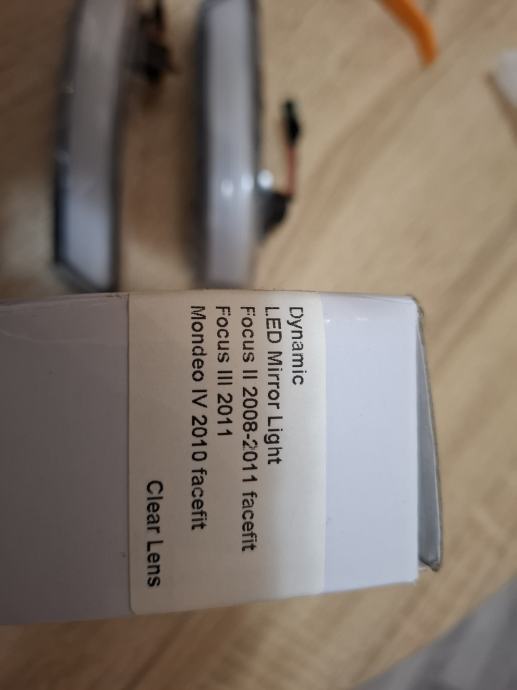 Dynamic
LED Mirror Light
Focus II 2008-2011 facefit
Focus III 2011
Mondeo IV 2010 facefit
Clear Lens